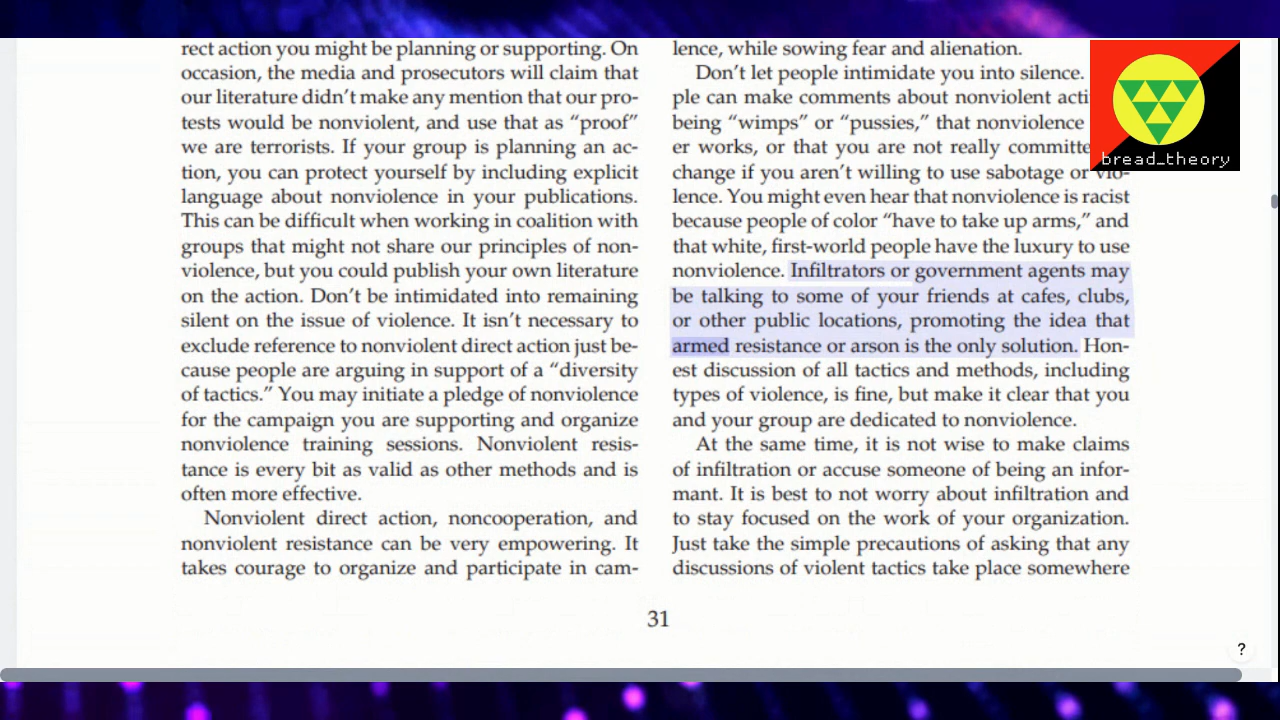 rect action you might be planning or supporting. On
occasion, the media and prosecutors will claim that
our literature didn't make any mention that our pro-
tests would be nonviolent, and use that as “proof”
we are terrorists. If your group is planning an ac-
tion, you can protect yourself by including explicit
language about nonviolence in your publications.
This can be difficult when working in coalition with
groups that might not share our principles of non-
violence, but you could publish your own literature
on the action. Don't be intimidated into remaining
silent on the issue of violence. It isn't necessary to
exclude reference to nonviolent direct action just be-
cause people are arguing in support of a “diversity
of tactics.” You may initiate a pledge of nonviolence
for the campaign you are supporting and organize
nonviolence training sessions. Nonviolent resis-
tance is every bit as valid as other methods and is
often more effective.
Nonviolent direct action, noncooperation, and
nonviolent resistance can be very empowering. It
takes courage to organize and participate in cam-
lence, while sowing fear and alienation.
Don't let people intimidate you into silence.
ple can make comments about nonviolent acti
being “wimps” or “pussies,” that nonviolence
er works, or that you are not really committe
change if you aren't willing to use sabotage or vio-
lence. You might even hear that nonviolence is racist
because people of color “have to take up arms,” and
that white, first-world people have the luxury to use
nonviolence. Infiltrators or government agents may
be talking to some of your friends at cafes, clubs,
or other public locations, promoting the idea that
armed resistance or arson is the only solution. Hon-
est discussion of all tactics and methods, including
types of violence, is fine, but make it clear that you
and your group are dedicated to nonviolence.
At the same time, it is not wise to make claims
of infiltration or accuse someone of being an infor-
mant. It is best to not worry about infiltration and
to stay focused on the work of your organization.
Just take the simple precautions of asking that any
discussions of violent tactics take place somewhere
31
bread_theory
?